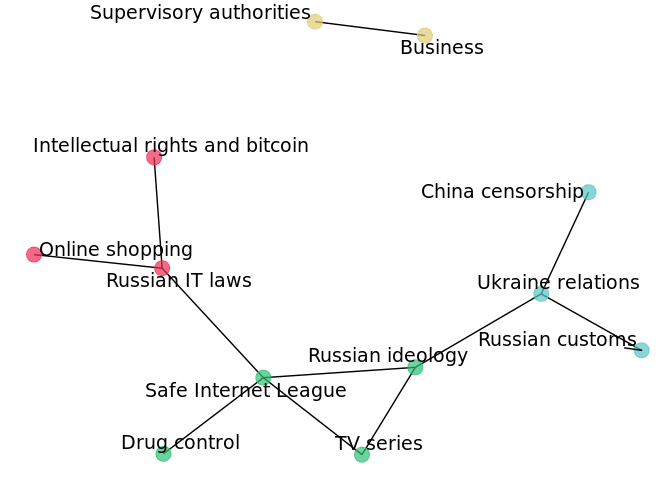 Supervisory authorities
Business
Intellectual rights and bitcoin
China censorship
Online shopping
Russian IT laws
Ukraine relations
Russian customs
Russian ideology
Safe Internet League
Drug control
TV series